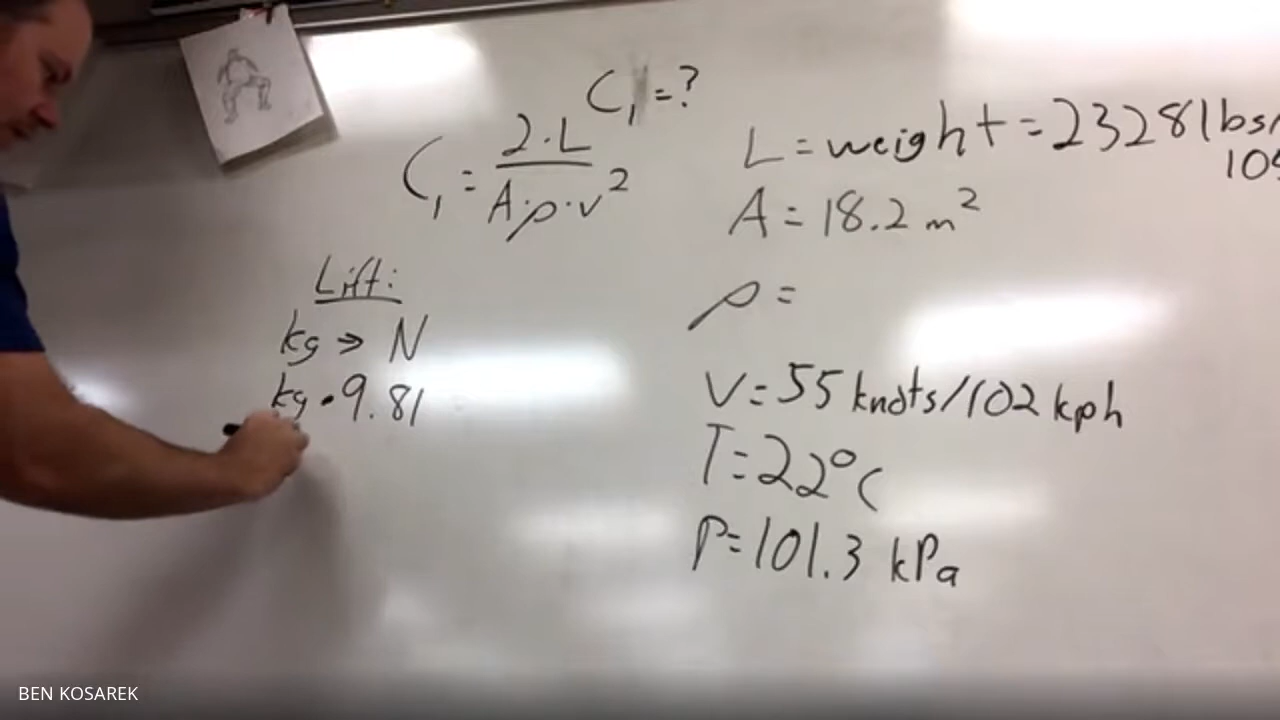 C₁ = ?
C₁ = 2·L / A·ρ·v²
L = weight = 2328 lbs/
A = 18.2 m²
ρ =
V = 55 knots/102 kph
T = 22°C
P = 101.3 kPa
Lift:
kg → N
kg · 9.81
BEN KOSAREK